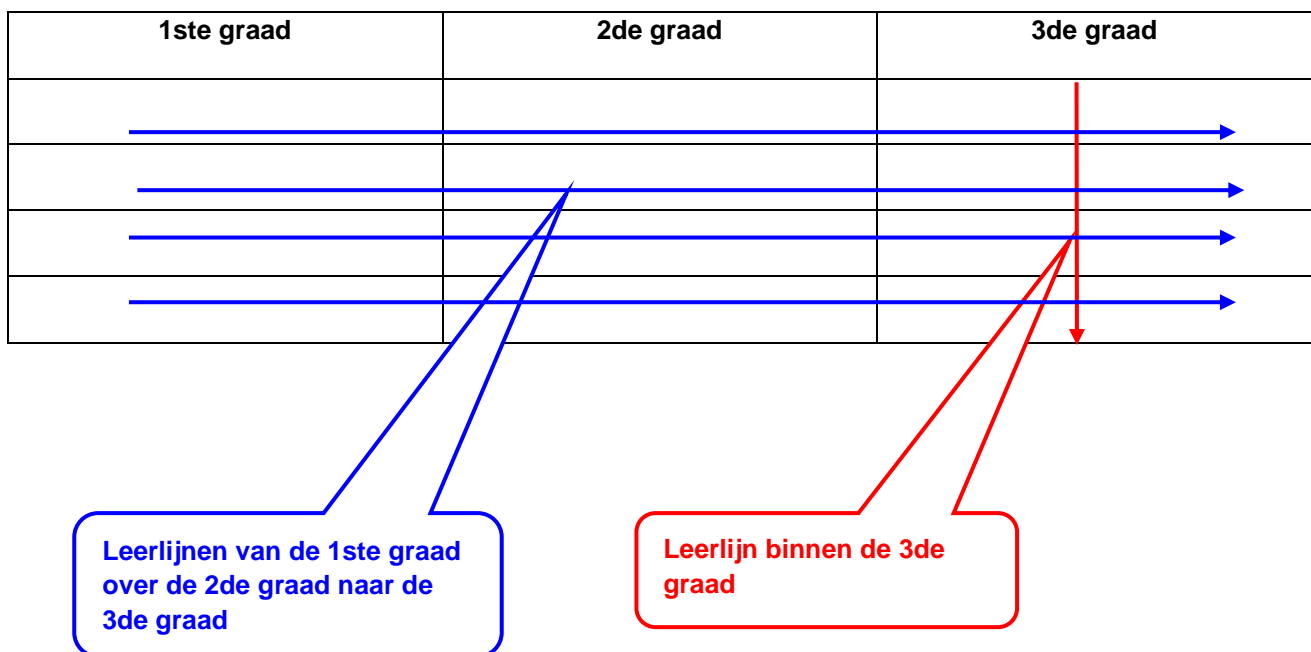 1ste graad 2de graad 3de graad
Leerlijnen van de 1ste graad
over de 2de graad naar de
3de graad
Leerlijn binnen de 3de
graad